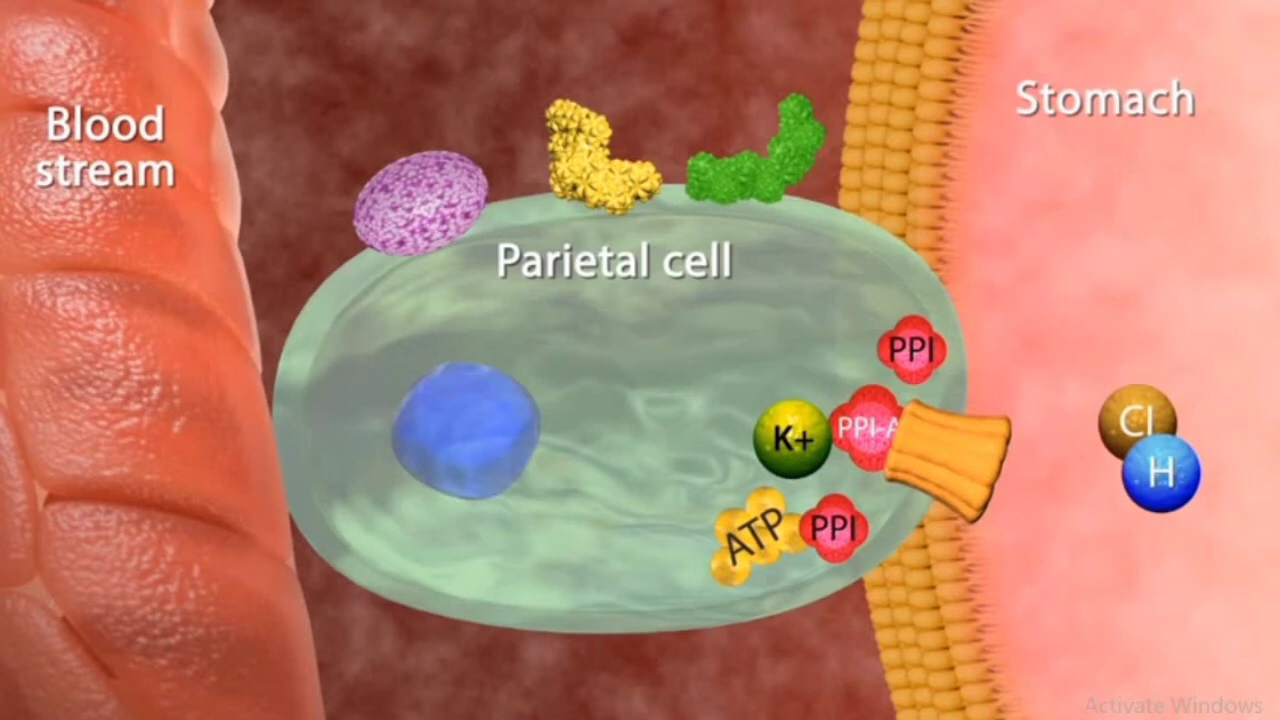 Blood
stream
Stomach
Parietal cell
PPI
K+
PPI-A
ATP
PPI
Cl
H
Activate Windows